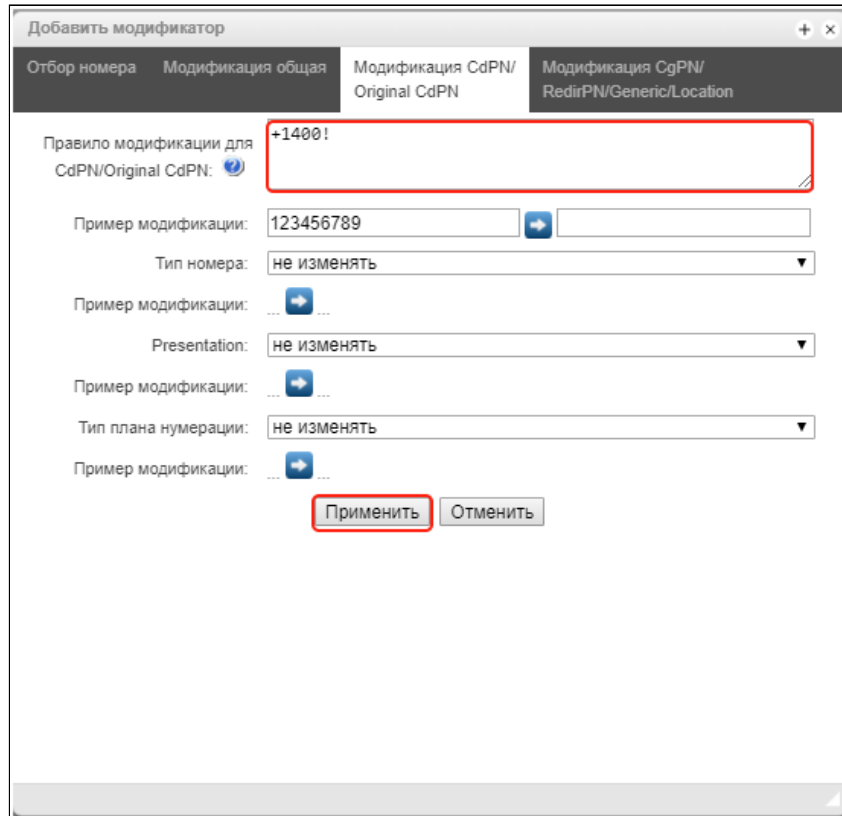 Добавить модификатор
Отбор номера Модификация общая Модификация CdPN/ Модификация CgPN/
Original CdPN RedirPN/Generic/Location
Правило модификации для +1400!
CdPN/Original CdPN:
Пример модификации: 123456789
Тип номера: не изменять
Пример модификации: ... ...
Presentation: не изменять
Пример модификации: ... ...
Тип плана нумерации: не изменять
Пример модификации: ... ...
Применить Отменить